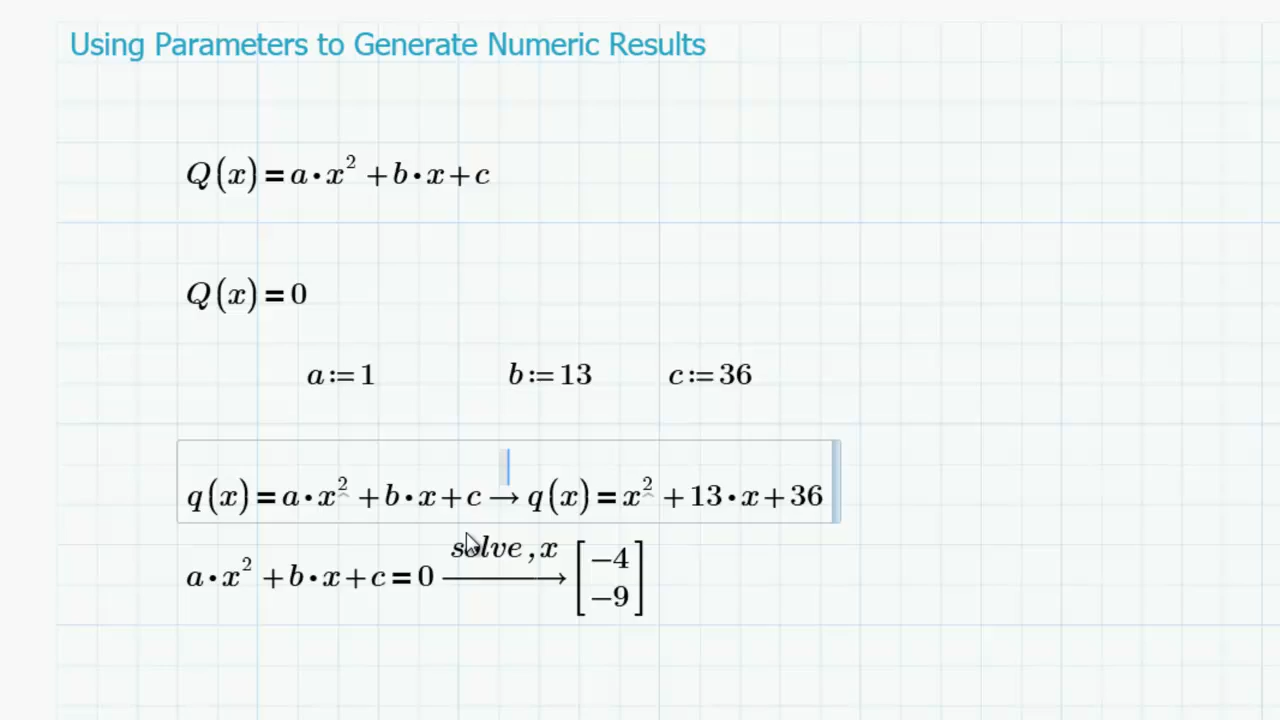 Using Parameters to Generate Numeric Results
Q(x)=a·x² +b·x+c
Q(x)=0
a:=1 b:=13 c:=36
q(x)=a·x² +b·x+c→q(x)=x² +13·x+36
solve,x
a·x² +b·x+c=0 → [−4 −9]